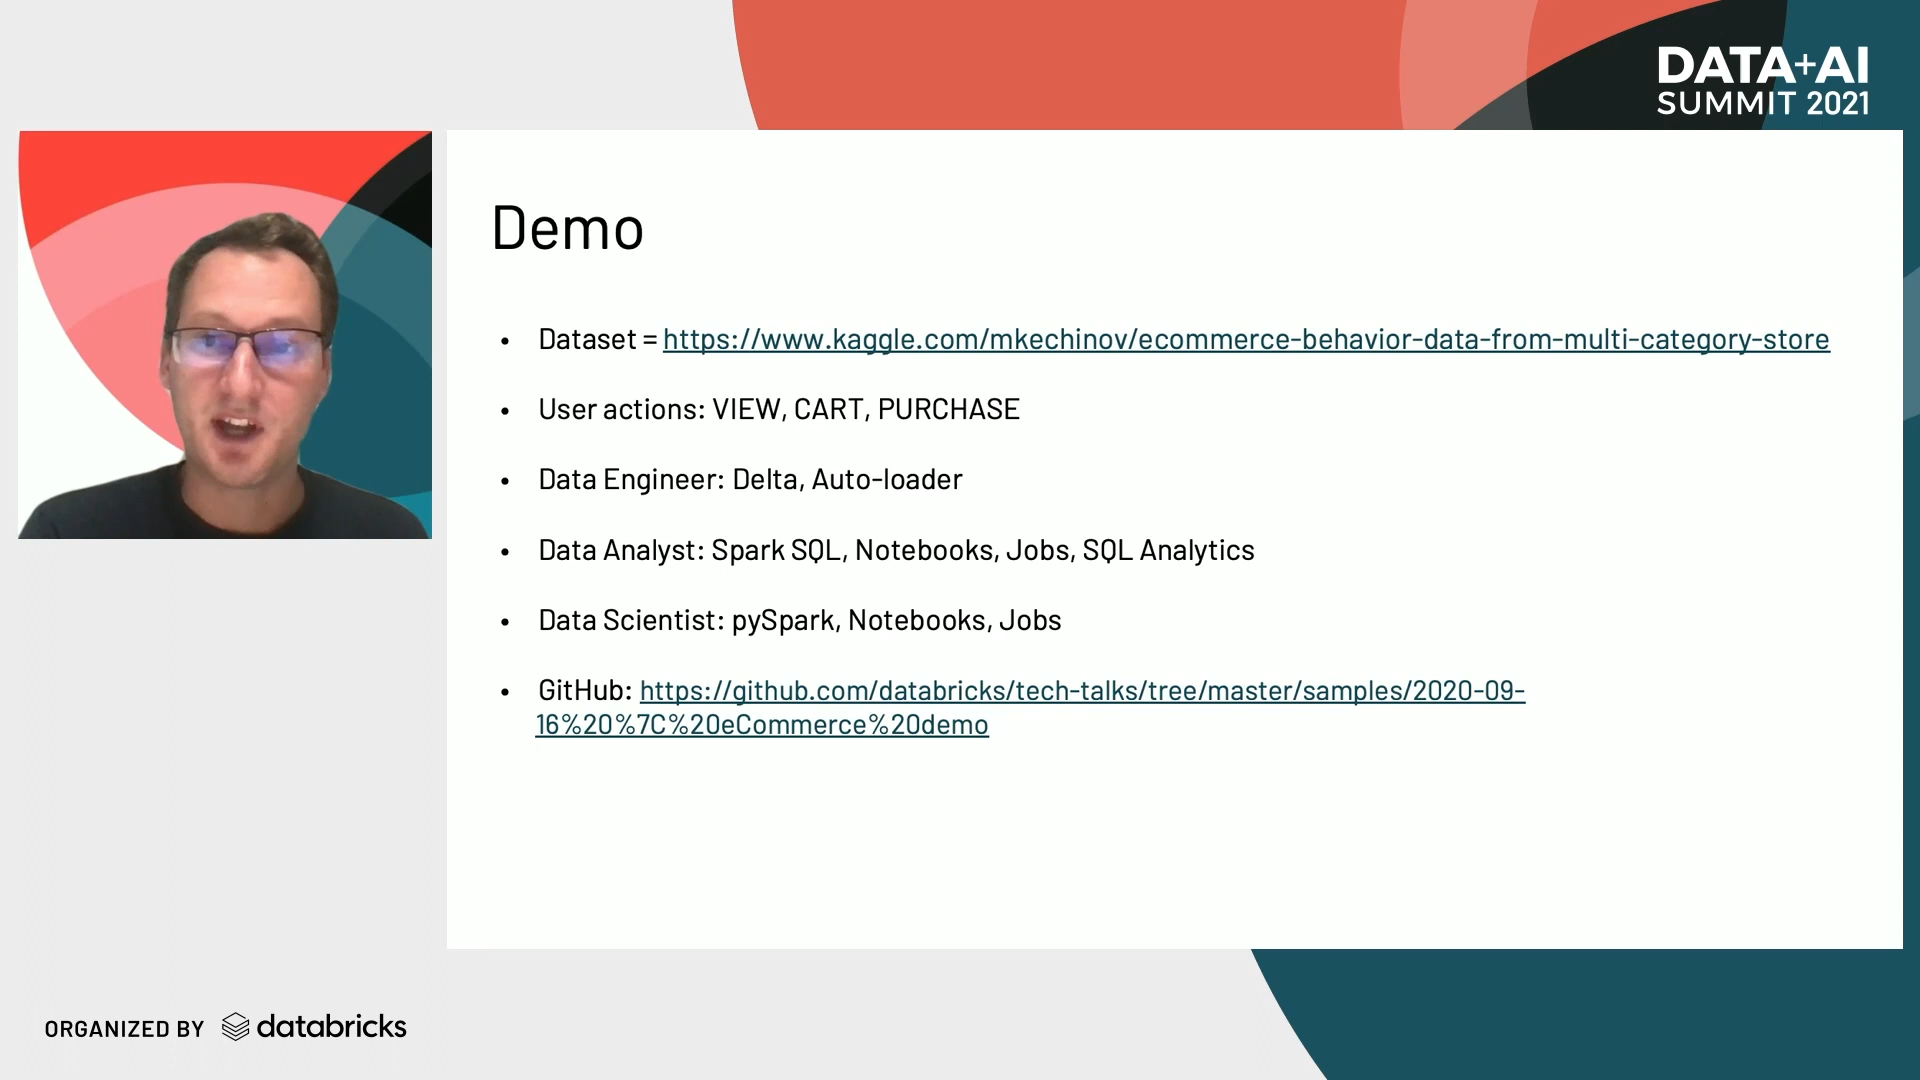 DATA+AI
SUMMIT 2021
Demo
• Dataset = https://www.kaggle.com/mkechinov/ecommerce-behavior-data-from-multi-category-store
• User actions: VIEW, CART, PURCHASE
• Data Engineer: Delta, Auto-loader
• Data Analyst: Spark SQL, Notebooks, Jobs, SQL Analytics
• Data Scientist: pySpark, Notebooks, Jobs
• GitHub: https://github.com/databricks/tech-talks/tree/master/samples/2020-09-
16%20%7C%20eCommerce%20demo
ORGANIZED BY databricks